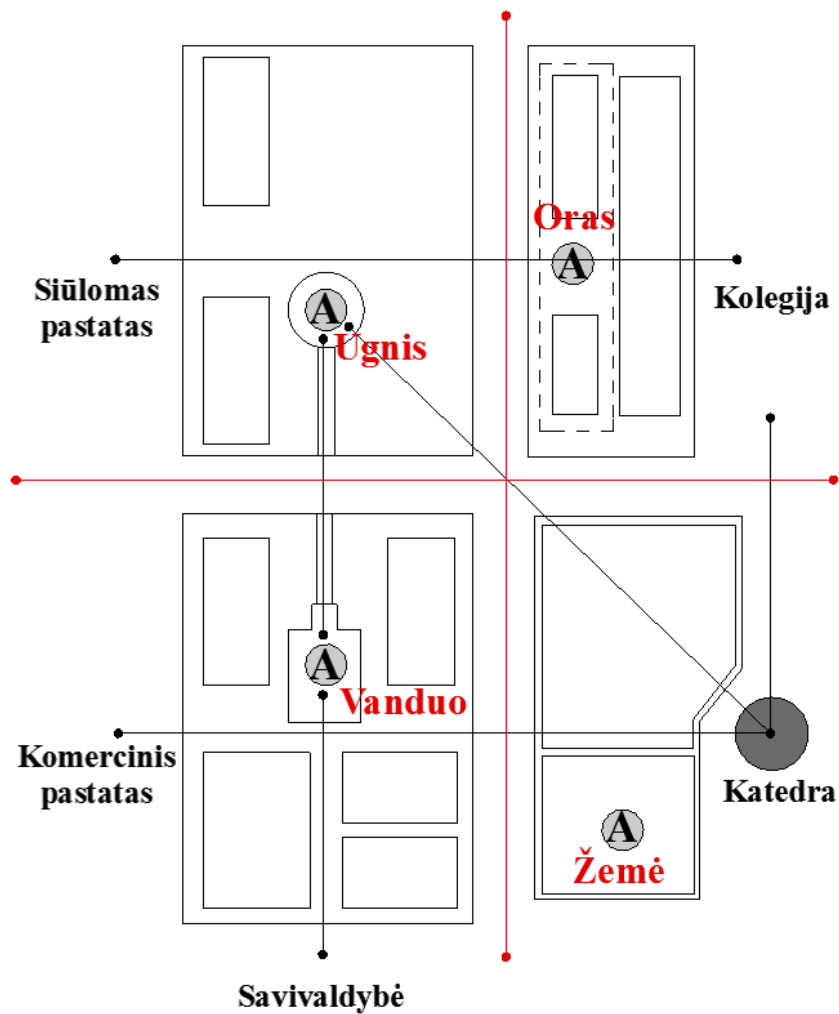 Oras
A
Siūlomas
pastatas
Kolegija
A
Ugnis
A
Vanduo
Komercinis
pastatas
Katedra
A
Žemė
Savivaldybė